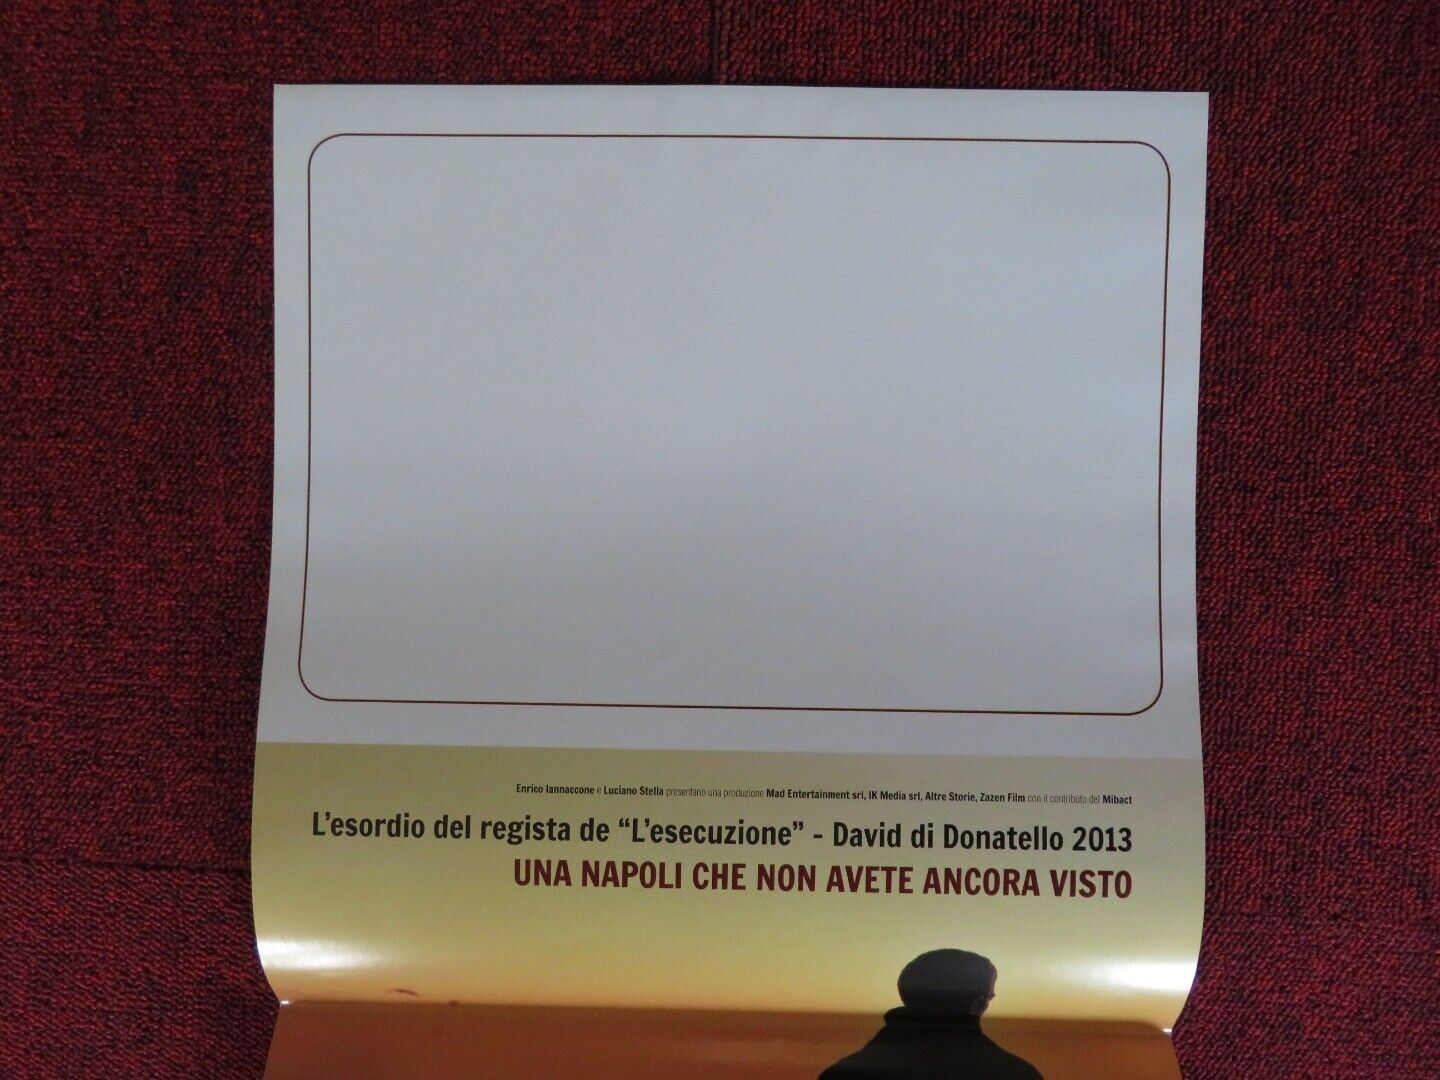 Enrico Iannaccone e Luciano Stella presentano una produzione Mad Entertainment srl, IK Media srl, Altre Storie, Zazen Film con il contributo del Mibact
L'esordio del regista de “L'esecuzione” - David di Donatello 2013
UNA NAPOLI CHE NON AVETE ANCORA VISTO